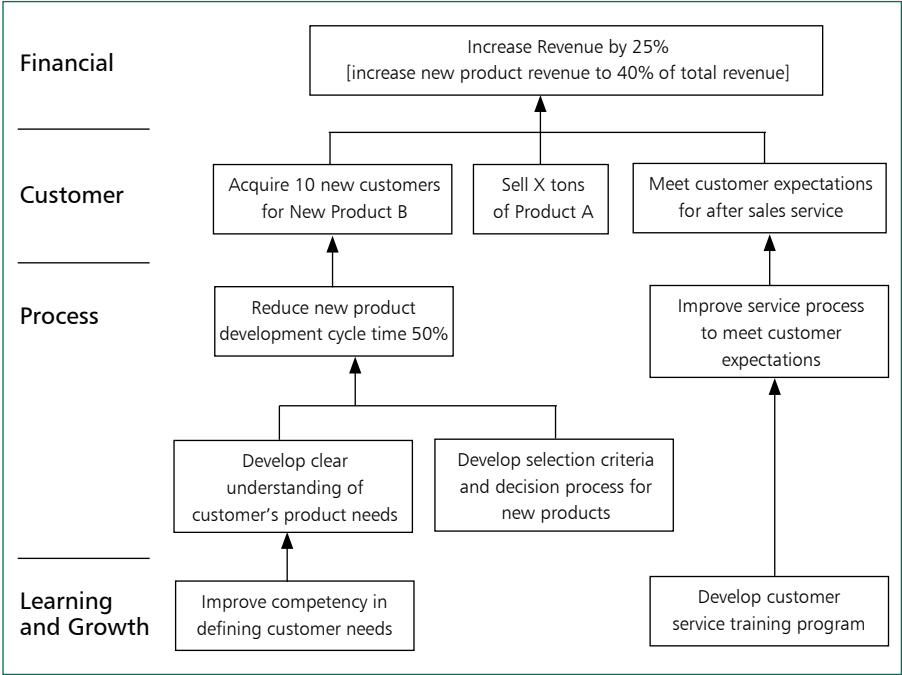 Financial
Increase Revenue by 25%
[increase new product revenue to 40% of total revenue]
Customer
Acquire 10 new customers
for New Product B
Sell X tons
of Product A
Meet customer expectations
for after sales service
Process
Reduce new product
development cycle time 50%
Improve service process
to meet customer
expectations
Develop clear
understanding of
customer's product needs
Develop selection criteria
and decision process for
new products
Learning
and Growth
Improve competency in
defining customer needs
Develop customer
service training program